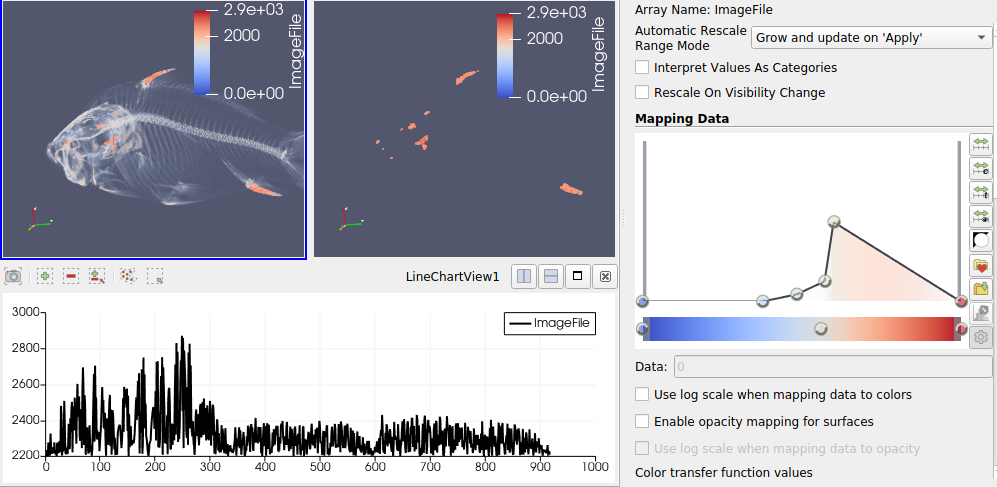 2.9e+03
2000
0.0e+00
ImageFile
2.9e+03
2000
0.0e+00
ImageFile
LineChartView1
ImageFile
3000
2800
2600
2400
2200
0 100 200 300 400 500 600 700 800 900 1000
Array Name: ImageFile
Automatic Rescale
Range Mode
Grow and update on 'Apply'
Interpret Values As Categories
Rescale On Visibility Change
Mapping Data
Data: 0
Use log scale when mapping data to colors
Enable opacity mapping for surfaces
Use log scale when mapping data to opacity
Color transfer function values